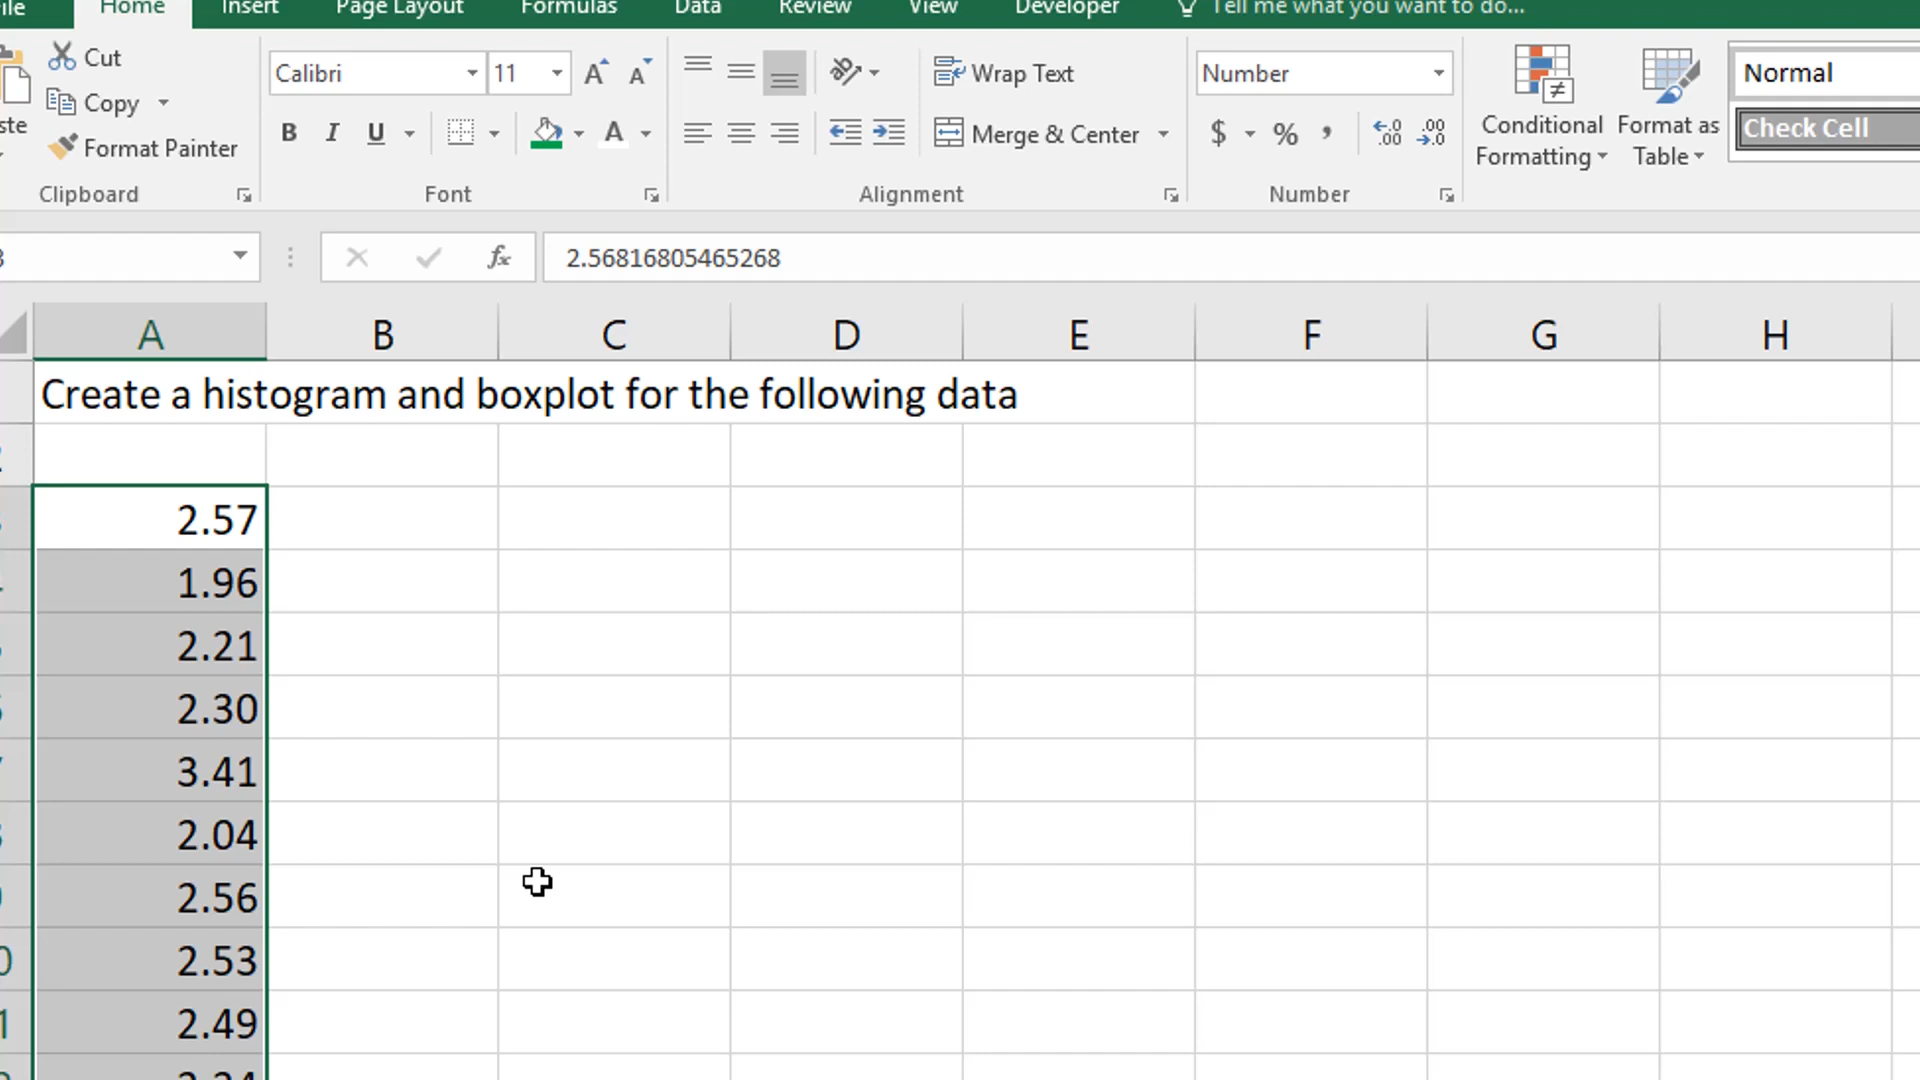 Home Insert Page Layout Formulas Data Review View Developer Tell me what you want to do...
Cut
Copy
Format Painter
Clipboard
Calibri 11
B I U A
Font
Wrap Text
Merge & Center
Alignment
Number
$ % ,
Number
Conditional Formatting
Format as Table
Normal
Check Cell
fx 2.56816805465268
A B C D E F G H
Create a histogram and boxplot for the following data
2.57
1.96
2.21
2.30
3.41
2.04
2.56
2.53
2.49